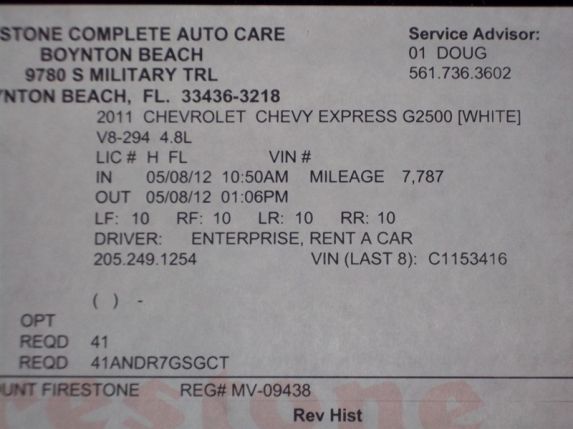 STONE COMPLETE AUTO CARE
BOYNTON BEACH
9780 S MILITARY TRL
YNTON BEACH, FL. 33436-3218
Service Advisor:
01 DOUG
561.736.3602
2011 CHEVROLET CHEVY EXPRESS G2500 [WHITE]
V8-294 4.8L
LIC # H FL VIN #
IN 05/08/12 10:50AM MILEAGE 7,787
OUT 05/08/12 01:06PM
LF: 10 RF: 10 LR: 10 RR: 10
DRIVER: ENTERPRISE, RENT A CAR
205.249.1254 VIN (LAST 8): C1153416
( ) -
OPT
REQD 41
REQD 41ANDR7GSGCT
UNT FIRESTONE REG# MV-09438
Rev Hist
restone